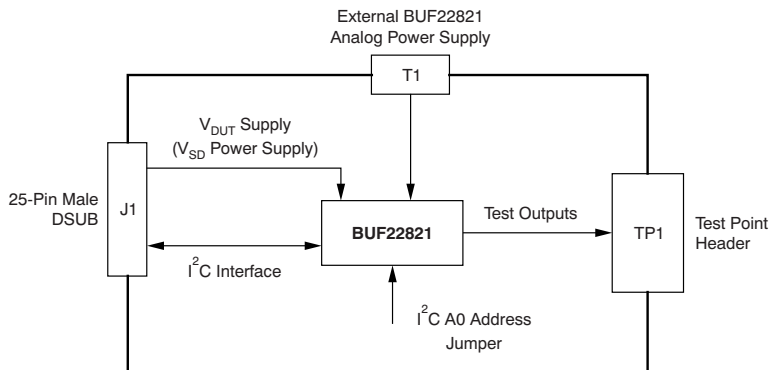 External BUF22821
Analog Power Supply
T1
V_DUT Supply
(V_SD Power Supply)
25-Pin Male
DSUB
J1
BUF22821
Test Outputs
TP1
Test Point
Header
I²C Interface
I²C A0 Address
Jumper